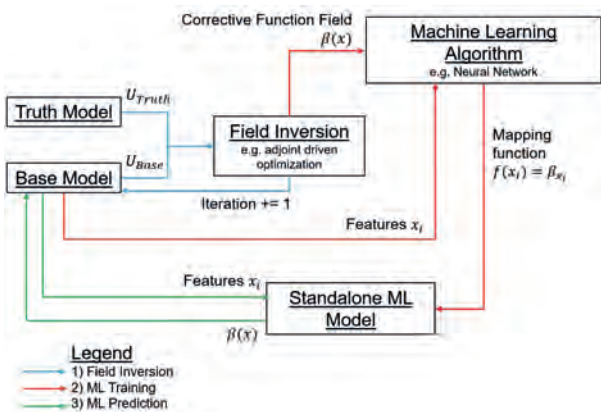 Corrective Function Field
β(x)
Machine Learning
Algorithm
e.g, Neural Network
U_Truth
Truth Model
Field Inversion
e.g. adjoint driven
optimization
Mapping
function
f(x_i) = β_{x_i}
U_Base
Base Model
Iteration += 1
Features x_i
Features x_i
Standalone ML
Model
β(x)
Legend
1) Field Inversion
2) ML Training
3) ML Prediction